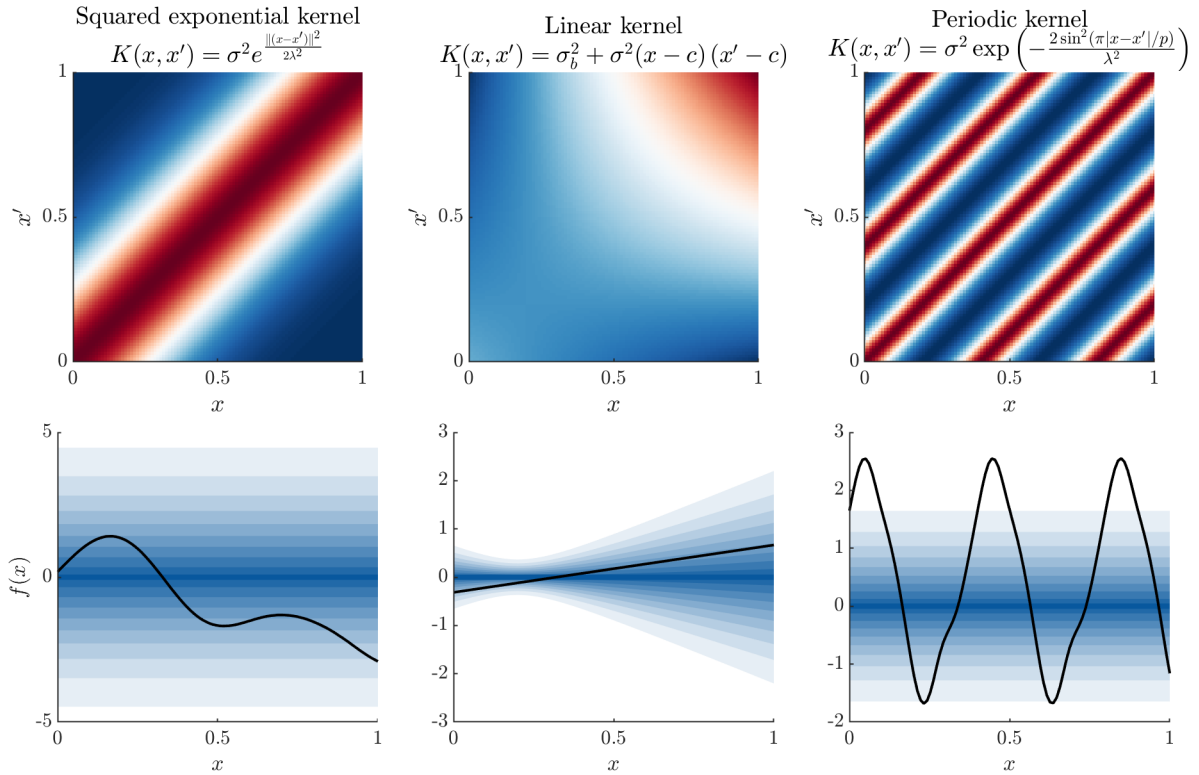 Squared exponential kernel
K(x, x′) = σ² e^{\frac{‖(x−x′)‖²}{2λ²}}
Linear kernel
K(x, x′) = σ_b² + σ²(x − c) (x′ − c)
Periodic kernel
K(x, x′) = σ² exp (−\frac{2 sin²(π|x−x′|/p)}{λ²})
1
0.5
0
x′
0 0.5 1
x
1
0.5
0
x′
0 0.5 1
x
1
0.5
0
x′
0 0.5 1
x
5
0
-5
f(x)
0 0.5 1
x
3
2
1
0
-1
-2
-3
0 0.5 1
x
3
2
1
0
-1
-2
0 0.5 1
x